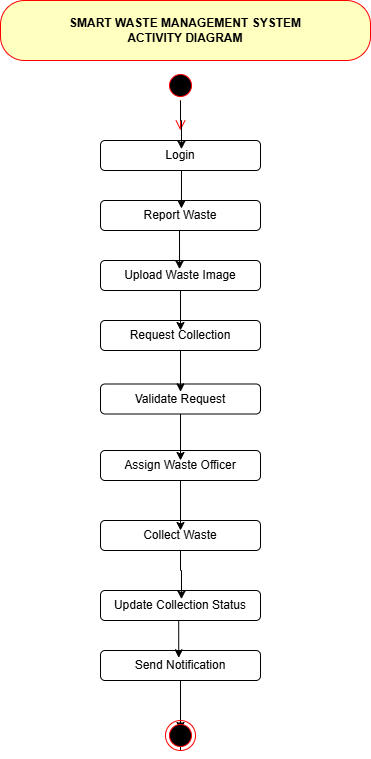 SMART WASTE MANAGEMENT SYSTEM
ACTIVITY DIAGRAM
Login
Report Waste
Upload Waste Image
Request Collection
Validate Request
Assign Waste Officer
Collect Waste
Update Collection Status
Send Notification